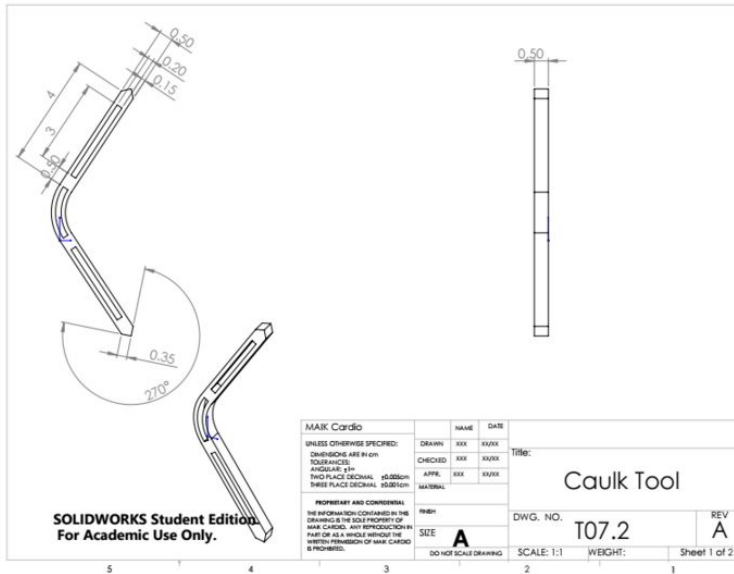 0.50
0.20
0.15
4
3
0.50
0.50
0.35
270°
SOLIDWORKS Student Edition.
For Academic Use Only.
MAIK Cardio
UNLESS OTHERWISE SPECIFIED:
DIMENSIONS ARE IN cm
TOLERANCES:
ANGULAR: ±1°
TWO PLACE DECIMAL ±0.005cm
THREE PLACE DECIMAL ±0.001cm
PROPRIETARY AND CONFIDENTIAL
THE INFORMATION CONTAINED IN THIS
DRAWING IS THE SOLE PROPERTY OF
MAIK CARDIO. ANY REPRODUCTION IN
PART OR AS A WHOLE WITHOUT THE
WRITTEN PERMISSION OF MAIK CARDIO
IS PROHIBITED.
NAME DATE
DRAWN XXX XX/XX
CHECKED XXX XX/XX
APPR. XXX XX/XX
MATERIAL
FINISH
SIZE A
DO NOT SCALE DRAWING
Title:
Caulk Tool
DWG. NO. T07.2
REV A
SCALE: 1:1 WEIGHT: Sheet 1 of 2
5 4 3 2 1